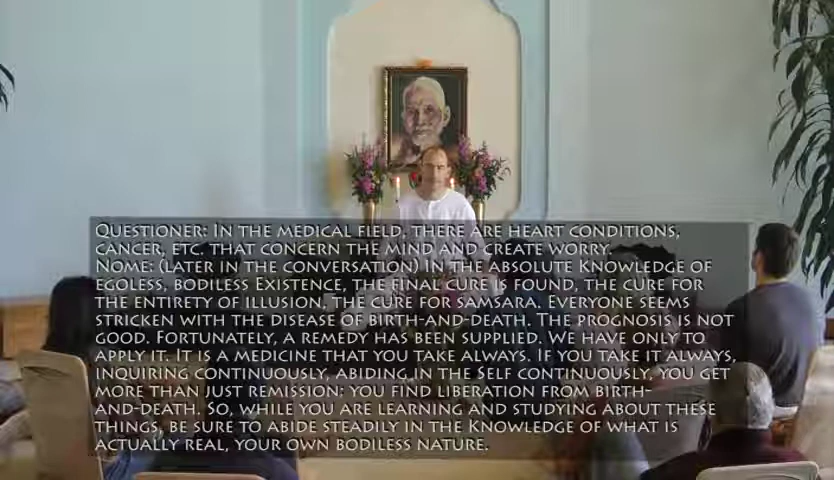 Questioner: In the medical field, there are heart conditions,
cancer, etc. that concern the mind and create worry.
Nome: (later in the conversation) In the absolute Knowledge of
egoless, bodiless Existence, the final cure is found, the cure for
the entirety of illusion, the cure for samsara. Everyone seems
stricken with the disease of birth-and-death. The prognosis is not
good. Fortunately, a remedy has been supplied. We have only to
apply it. It is a medicine that you take always. If you take it always,
inquiring continuously, abiding in the Self continuously, you get
more than just remission: you find liberation from birth-
and-death. So, while you are learning and studying about these
things, be sure to abide steadily in the Knowledge of what is
actually real, your own bodiless nature.